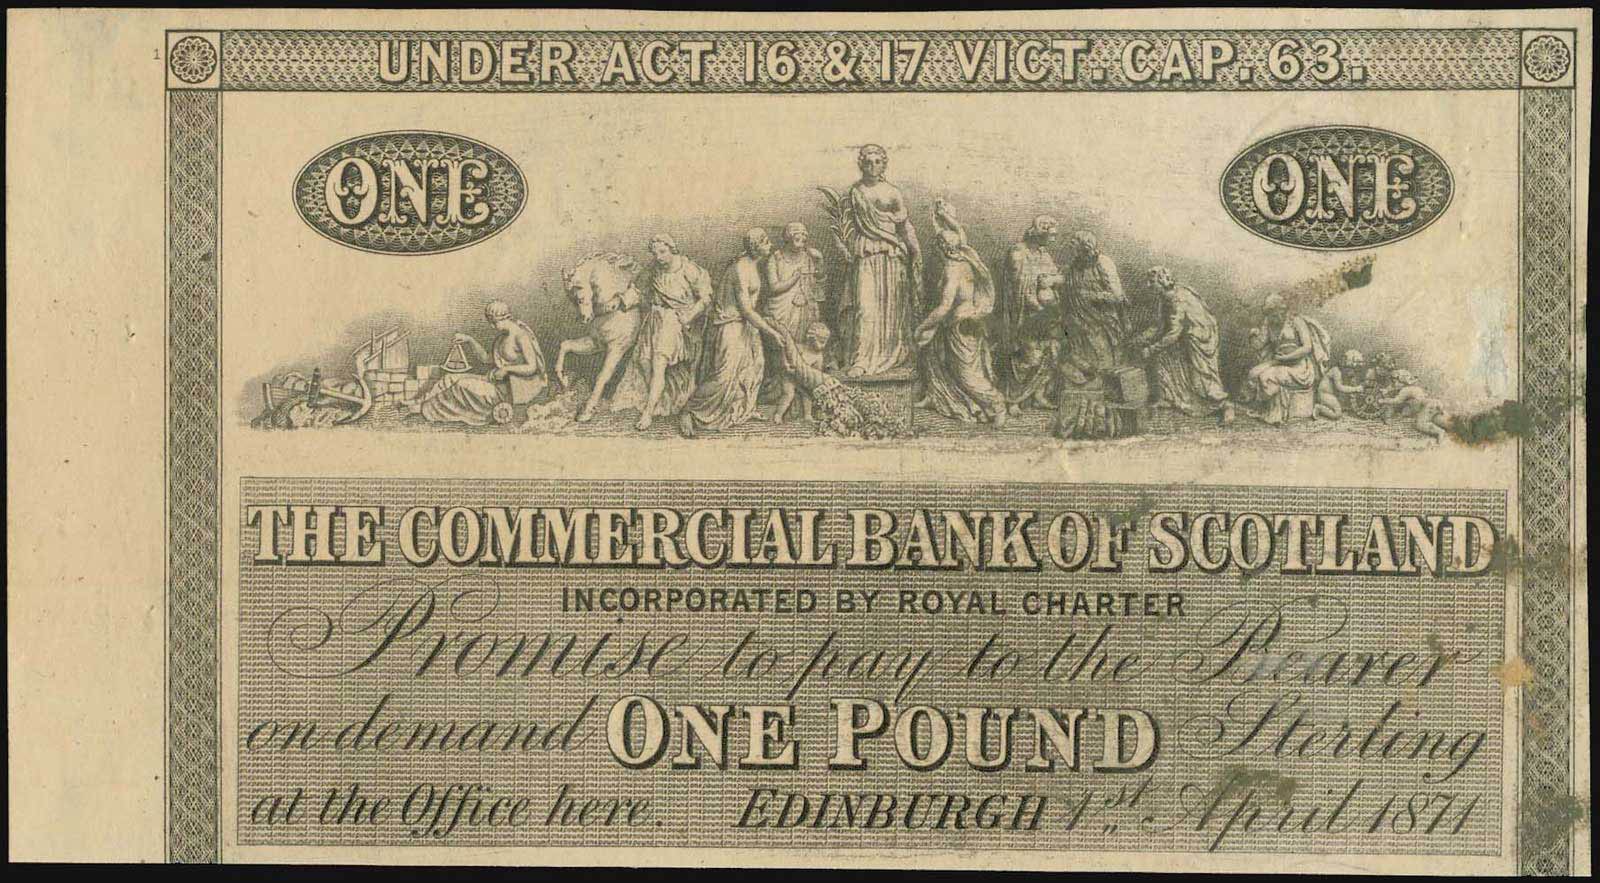 1
UNDER ACT 16 & 17 VICT. CAP. 63.
ONE ONE
THE COMMERCIAL BANK OF SCOTLAND
INCORPORATED BY ROYAL CHARTER
Promise to pay to the Bearer
on demand ONE POUND Sterling
at the Office here. EDINBURGH 1st April 1871